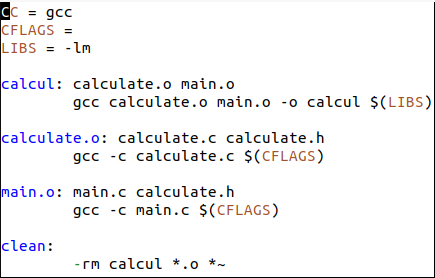 CC = gcc
CFLAGS =
LIBS = -lm
calcul: calculate.o main.o
        gcc calculate.o main.o -o calcul $(LIBS)
calculate.o: calculate.c calculate.h
        gcc -c calculate.c $(CFLAGS)
main.o: main.c calculate.h
        gcc -c main.c $(CFLAGS)
clean:
        -rm calcul *.o *~